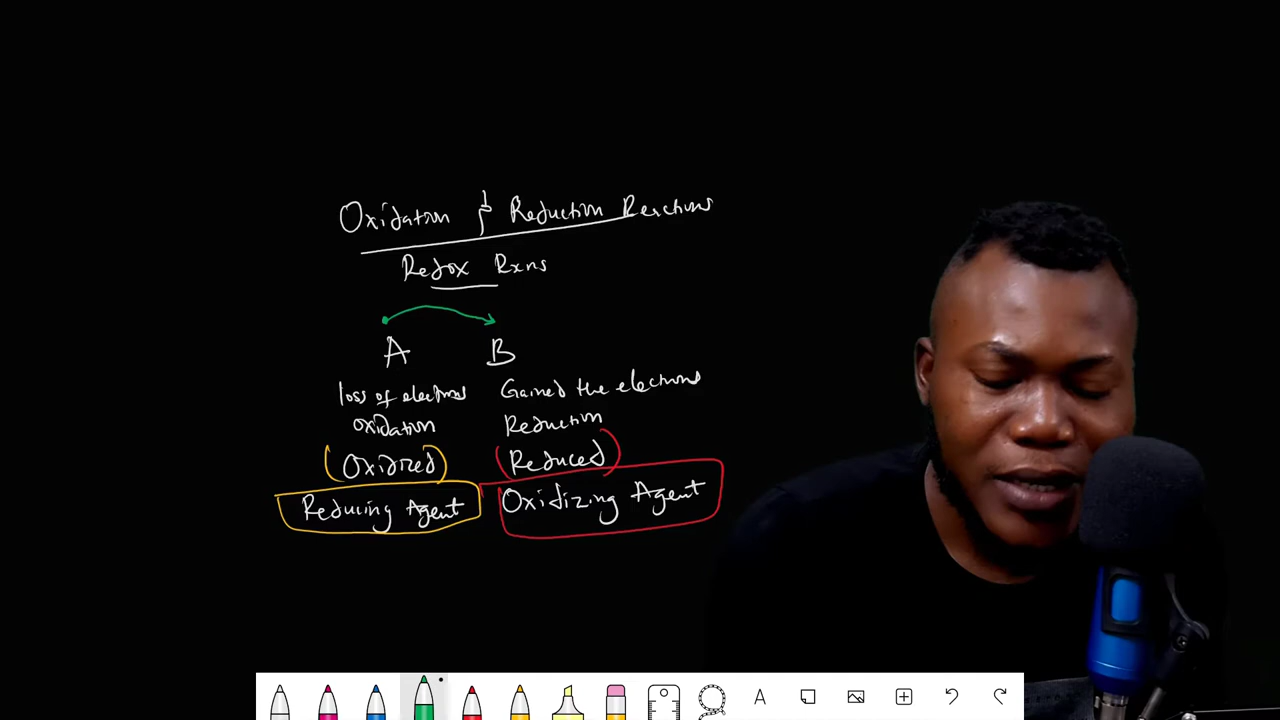 Oxidation & Reduction Reactions
Redox Rxns
A B
loss of electrons Gained the electrons
oxidation Reduction
(Oxidized) (Reduced)
Reducing Agent Oxidizing Agent
A